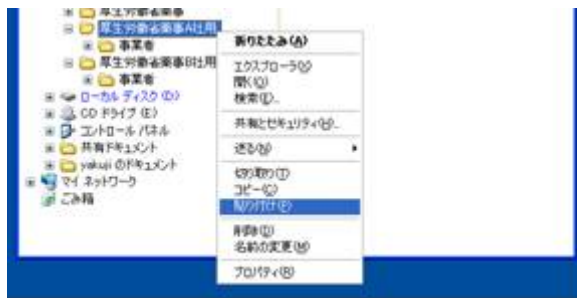 厚生労働省薬事
厚生労働省薬事A社用
事業者
厚生労働省薬事B社用
事業者
ローカル ディスク (D)
CD ドライブ (E)
コントロール パネル
共有ドキュメント
yakuji のドキュメント
マイ ネットワーク
ごみ箱
折りたたみ(A)
エクスプローラ(X)
開く(O)
検索(E)...
共有とセキュリティ(H)...
送る(N)
切り取り(T)
コピー(C)
貼り付け(P)
削除(D)
名前の変更(M)
プロパティ(R)